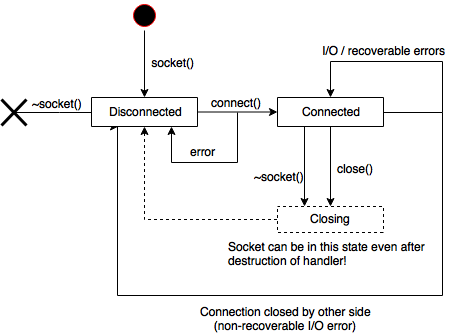 I/O / recoverable errors
socket()
~socket()
Disconnected
connect()
Connected
error
~socket()
close()
Closing
Socket can be in this state even after
destruction of handler!
Connection closed by other side
(non-recoverable I/O error)